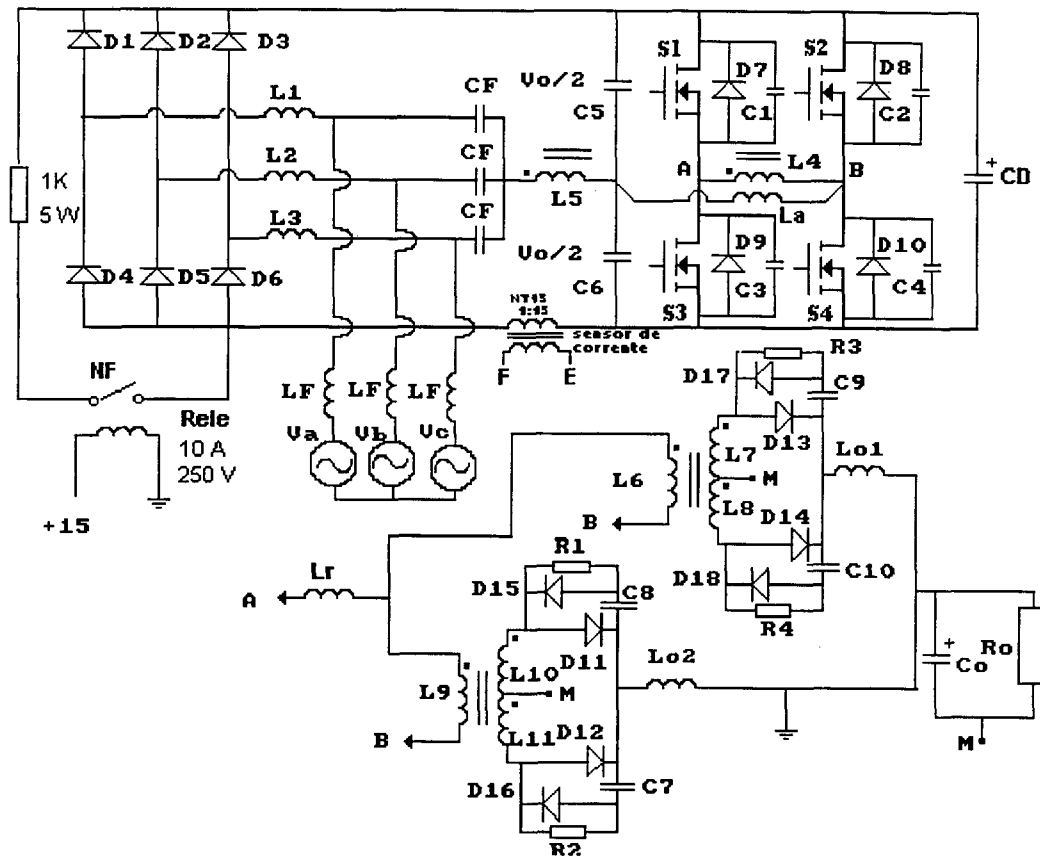 D1 D2 D3
S1 S2
L1 CF Vo/2 D7 D8
C5 C1 C2
1K
5 W
L2 CF
A L4 B
+ CD
L5
L3 CF
La
D4 D5 D6
Vo/2
C6
D9 D10
C3 C4
NT45
1:15
S3 S4
sensor de
corrente
F E
NF
Rele
10 A
250 V
+15
LF LF LF
Va Vb Vc
R3
D17 C9
D13
L7 Lo1
L6 M
L8
B D14
D18 C10
R4
Lr
A
R1
D15 C8
D11
L10 Lo2
L9 M
L11 D12
B
D16 C7
R2
+
Co Ro
M